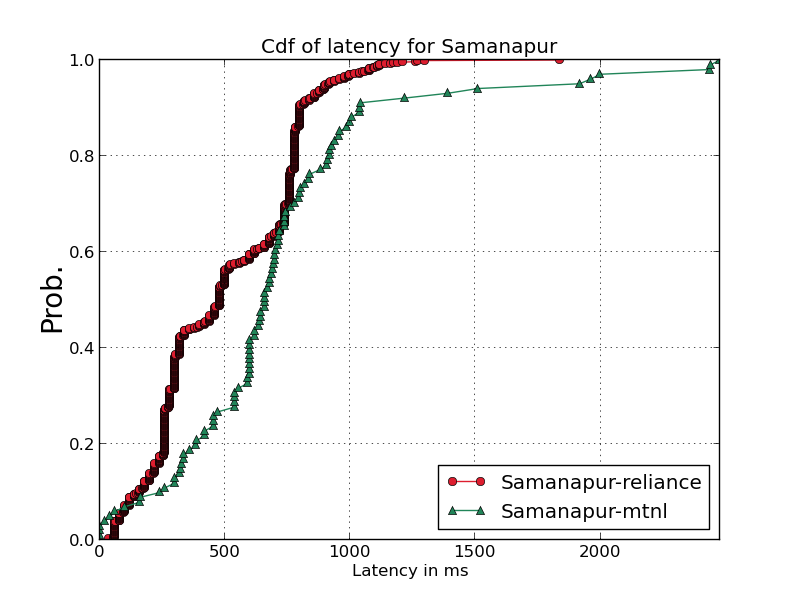 Cdf of latency for Samanapur
1.0
0.8
0.6
0.4
0.2
0.0
Prob.
0
500
1000
1500
2000
Latency in ms
Samanapur-reliance
Samanapur-mtnl